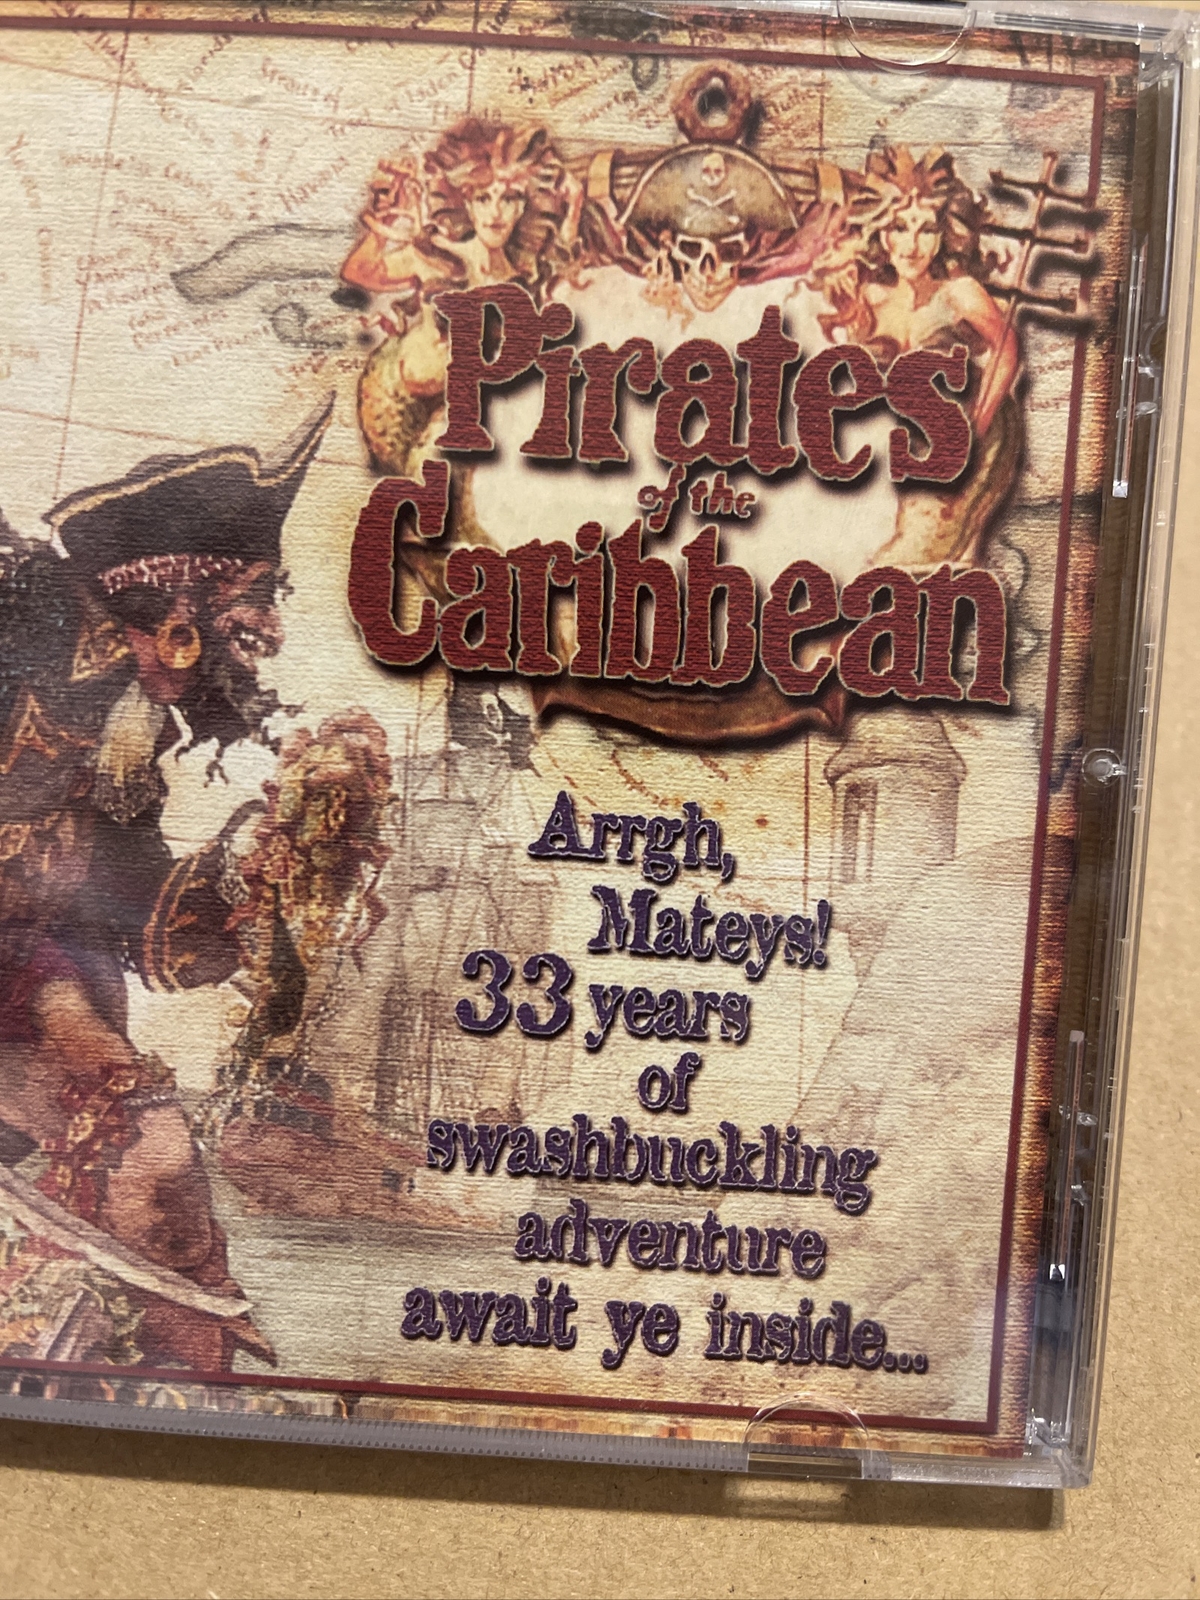 Pirates
of the
Caribbean
Arrgh,
Mateys!
33 years
of
swashbuckling
adventure
await ye inside...